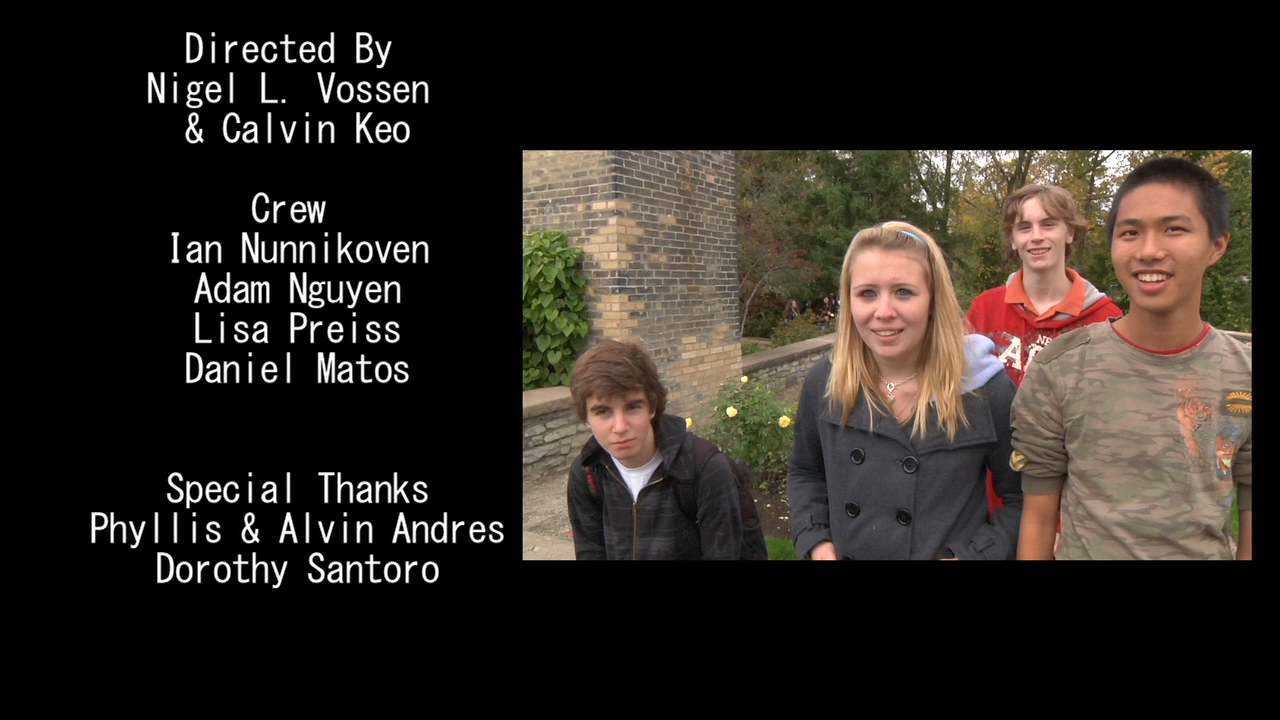 Directed By
Nigel L. Vossen
& Calvin Keo
Crew
Ian Nunnikoven
Adam Nguyen
Lisa Preiss
Daniel Matos
Special Thanks
Phyllis & Alvin Andres
Dorothy Santoro